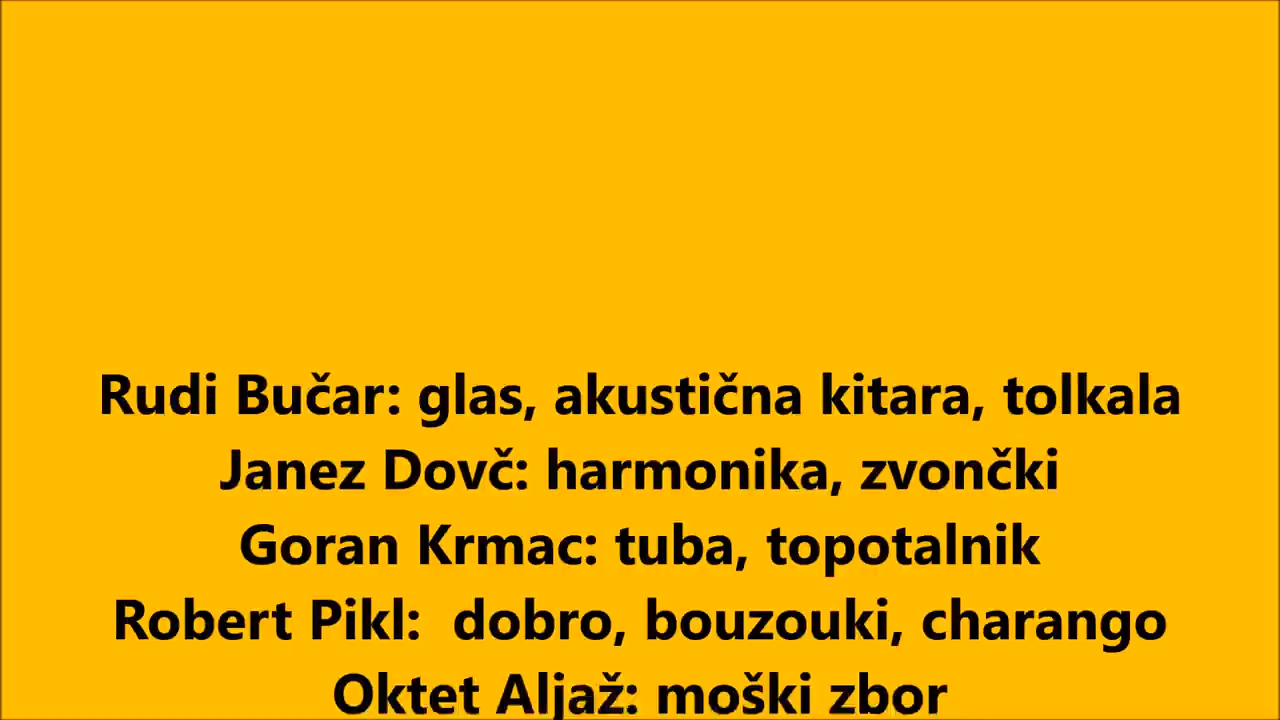 Rudi Bučar: glas, akustična kitara, tolkala
Janez Dovč: harmonika, zvončki
Goran Krmac: tuba, topotalnik
Robert Pikl:  dobro, bouzouki, charango
Oktet Aljaž: moški zbor